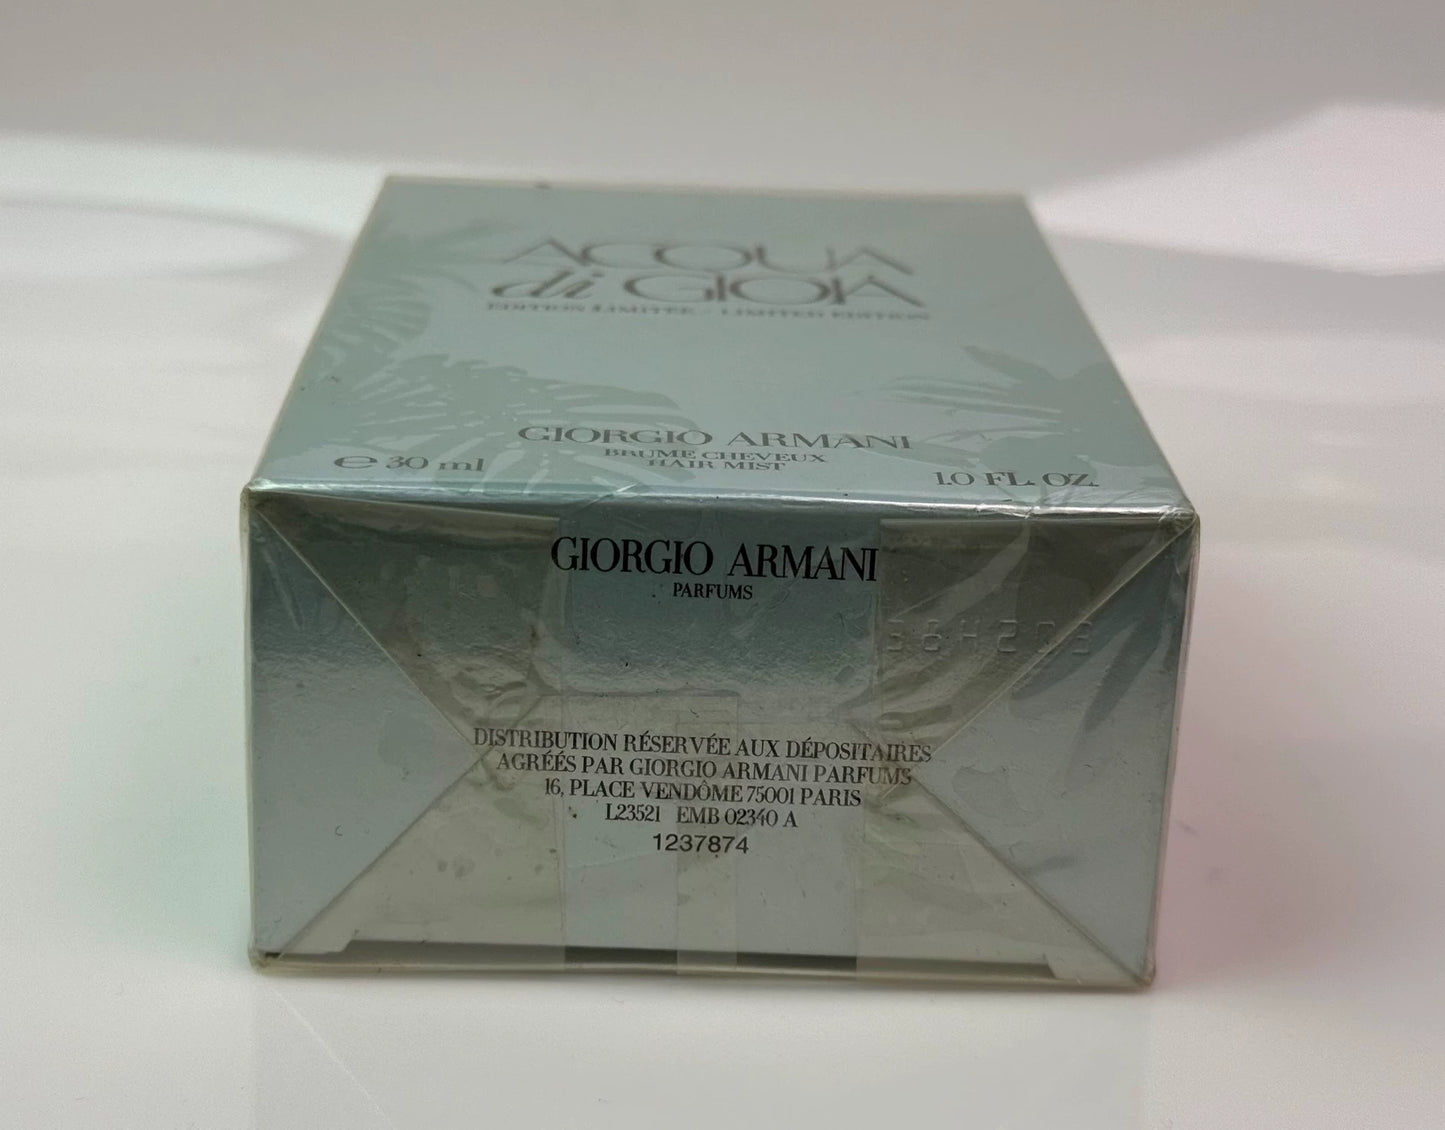 ACQUA
di GIOIA
EDITION LIMITÉE - LIMITED EDITION
GIORGIO ARMANI
BRUME CHEVEUX
HAIR MIST
e 30 ml
1.0 FL. OZ.
GIORGIO ARMANI
PARFUMS
DISTRIBUTION RÉSERVÉE AUX DÉPOSITAIRES
AGRÉÉS PAR GIORGIO ARMANI PARFUMS
16, PLACE VENDÔME 75001 PARIS
L23521 EMB 02340 A
1237874